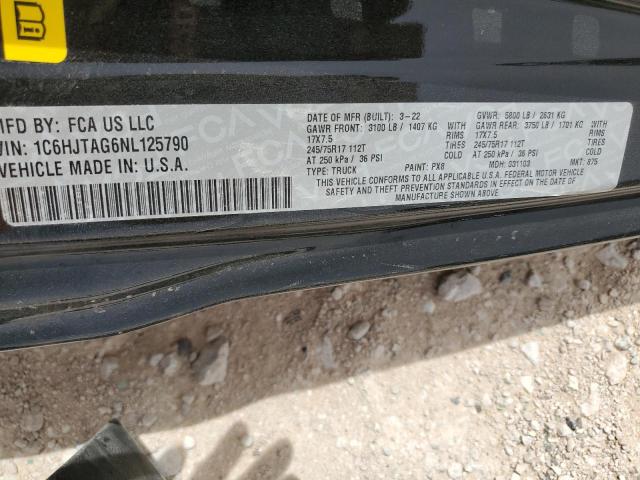 MFD BY: FCA US LLC
VIN: 1C6HJTAG6NL125790
VEHICLE MADE IN U.S.A.
DATE OF MFR (BUILT): 3-22
GAWR FRONT: 3100 LB / 1407 KG
17X7.5 RIMS
245/75R17 112T TIRES
AT 250 kPa / 36 PSI
TYPE: TRUCK PAINT: PX8
GVWR: 5800 LB / 2631 KG
GAWR REAR: 3750 LB / 1701 KG
17X7.5 RIMS
245/75R17 112T TIRES
AT 250 kPa / 36 PSI
MDH: 031103 MKT: 875
THIS VEHICLE CONFORMS TO ALL APPLICABLE U.S.A. FEDERAL MOTOR VEHICLE
SAFETY AND THEFT PREVENTION STANDARDS IN EFFECT ON THE DATE OF
MANUFACTURE SHOWN ABOVE.